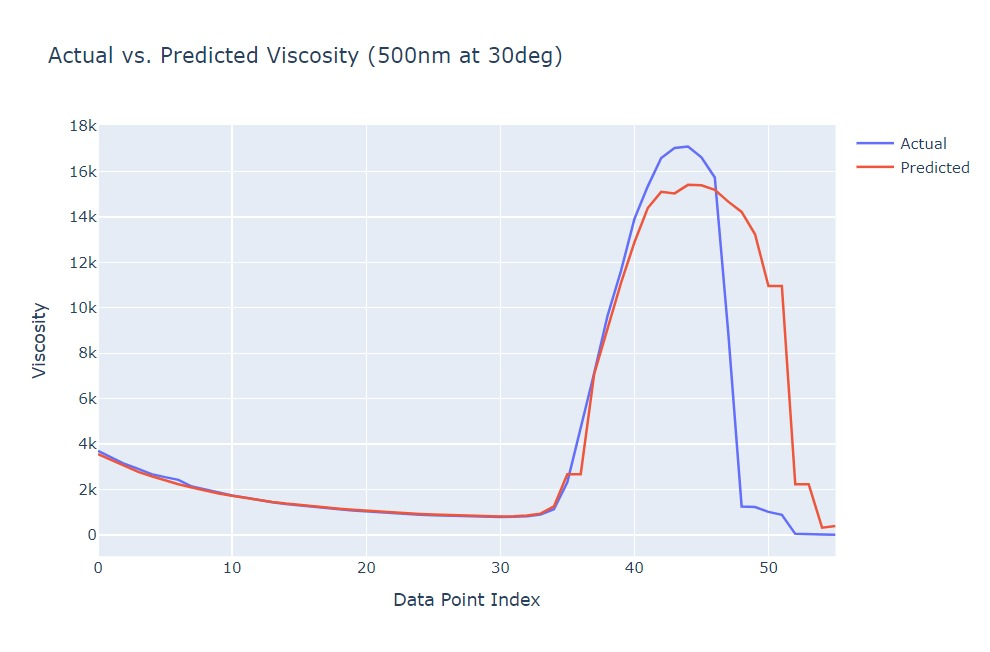 Actual vs. Predicted Viscosity (500nm at 30deg)
Actual
Predicted
18k
16k
14k
12k
10k
8k
6k
4k
2k
0
Viscosity
0 10 20 30 40 50
Data Point Index